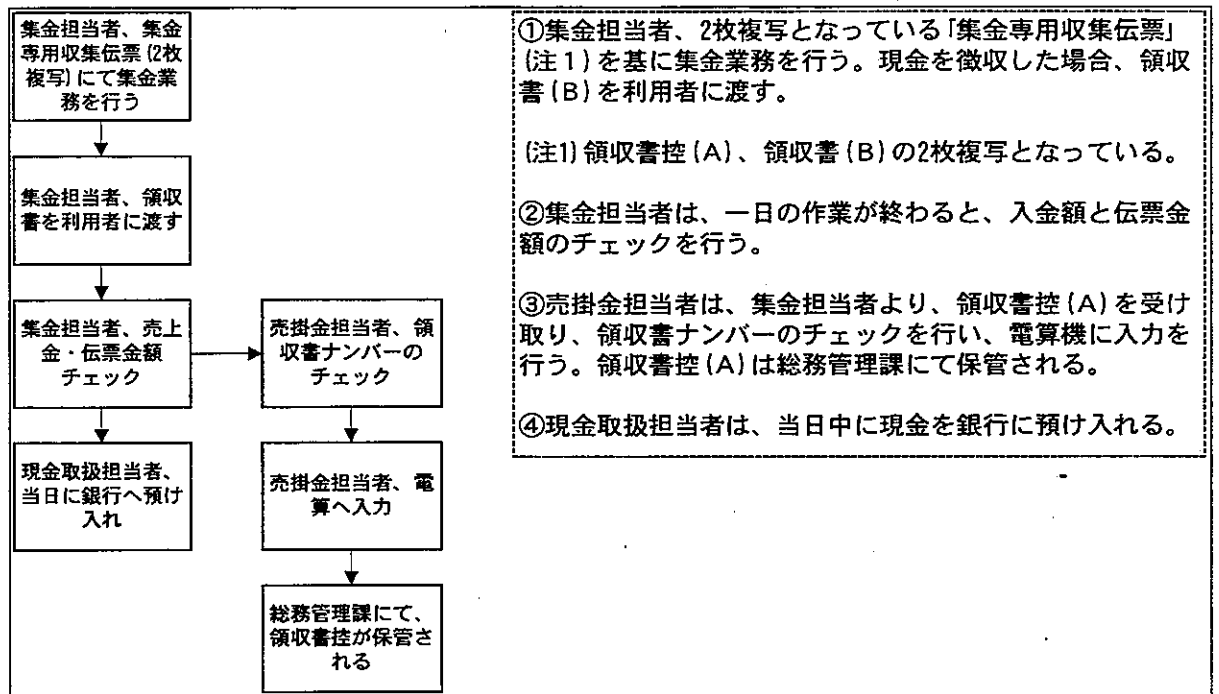 集金担当者、集金
専用収集伝票(2枚
複写)にて集金業
務を行う
集金担当者、領収
書を利用者に渡す
集金担当者、売上
金・伝票金額
チェック
現金取扱担当者、
当日に銀行へ預け
入れ
売掛金担当者、領
収書ナンバーの
チェック
売掛金担当者、電
算へ入力
総務管理課にて、
領収書控が保管さ
れる
①集金担当者、2枚複写となっている「集金専用収集伝票」
(注1)を基に集金業務を行う。現金を徴収した場合、領収
書(B)を利用者に渡す。
(注1)領収書控(A)、領収書(B)の2枚複写となっている。
②集金担当者は、一日の作業が終わると、入金額と伝票金
額のチェックを行う。
③売掛金担当者は、集金担当者より、領収書控(A)を受け
取り、領収書ナンバーのチェックを行い、電算機に入力を
行う。領収書控(A)は総務管理課にて保管される。
④現金取扱担当者は、当日中に現金を銀行に預け入れる。